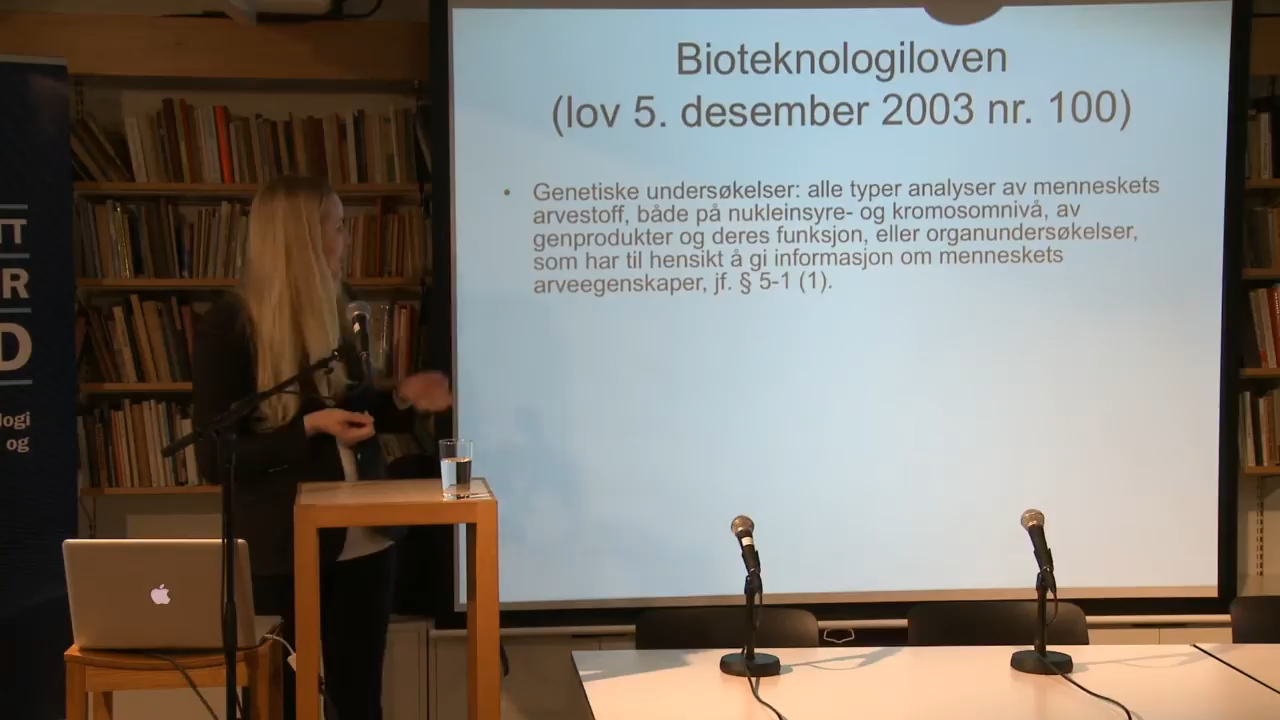 Bioteknologiloven
(lov 5. desember 2003 nr. 100)
• Genetiske undersøkelser: alle typer analyser av menneskets
arvestoff, både på nukleinsyre- og kromosomnivå, av
genprodukter og deres funksjon, eller organundersøkelser,
som har til hensikt å gi informasjon om menneskets
arveegenskaper, jf. § 5-1 (1).
og